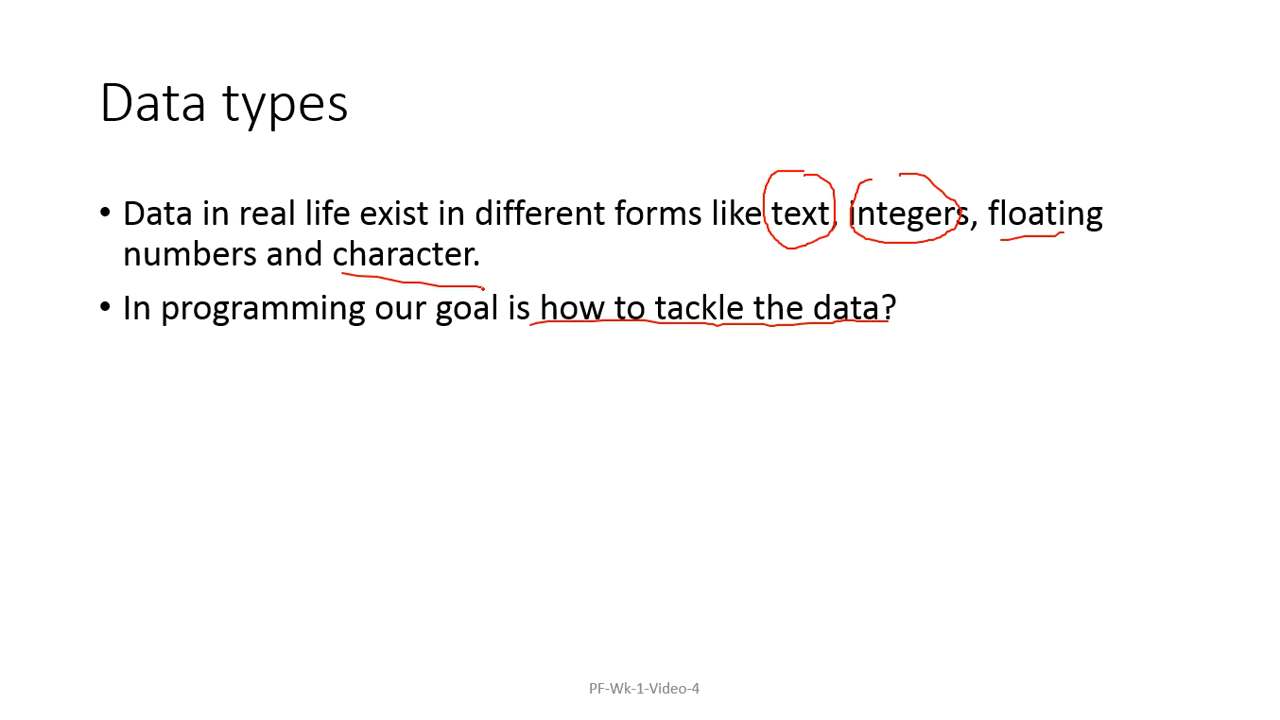 Data types
• Data in real life exist in different forms like text, integers, floating
numbers and character.
• In programming our goal is how to tackle the data?
PF-Wk-1-Video-4